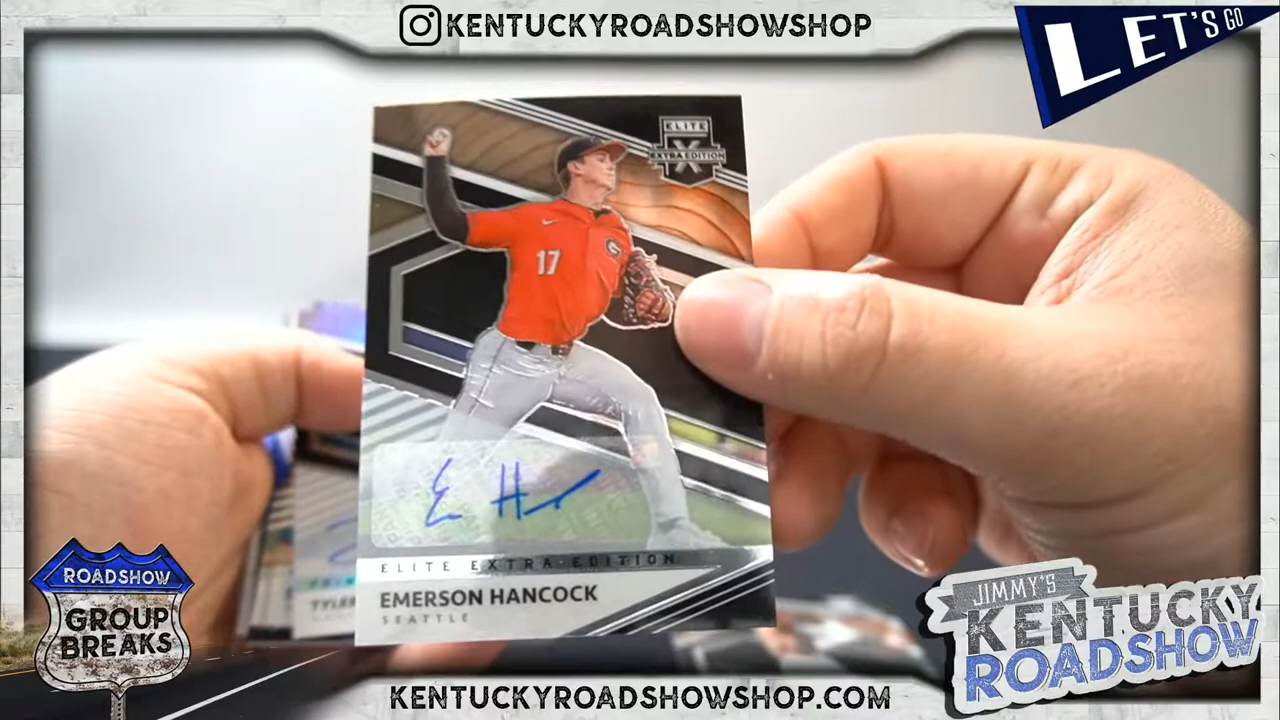 KENTUCKYROADSHOWSHOP
LET'S GO
ELITE
X
EXTRA EDITION
G
17
E H
ELITE EXTRA EDITION
EMERSON HANCOCK
SEATTLE
TYLER
ROADSHOW
GROUP
BREAKS
JIMMY'S
KENTUCKY
ROADSHOW
KENTUCKYROADSHOWSHOP.COM